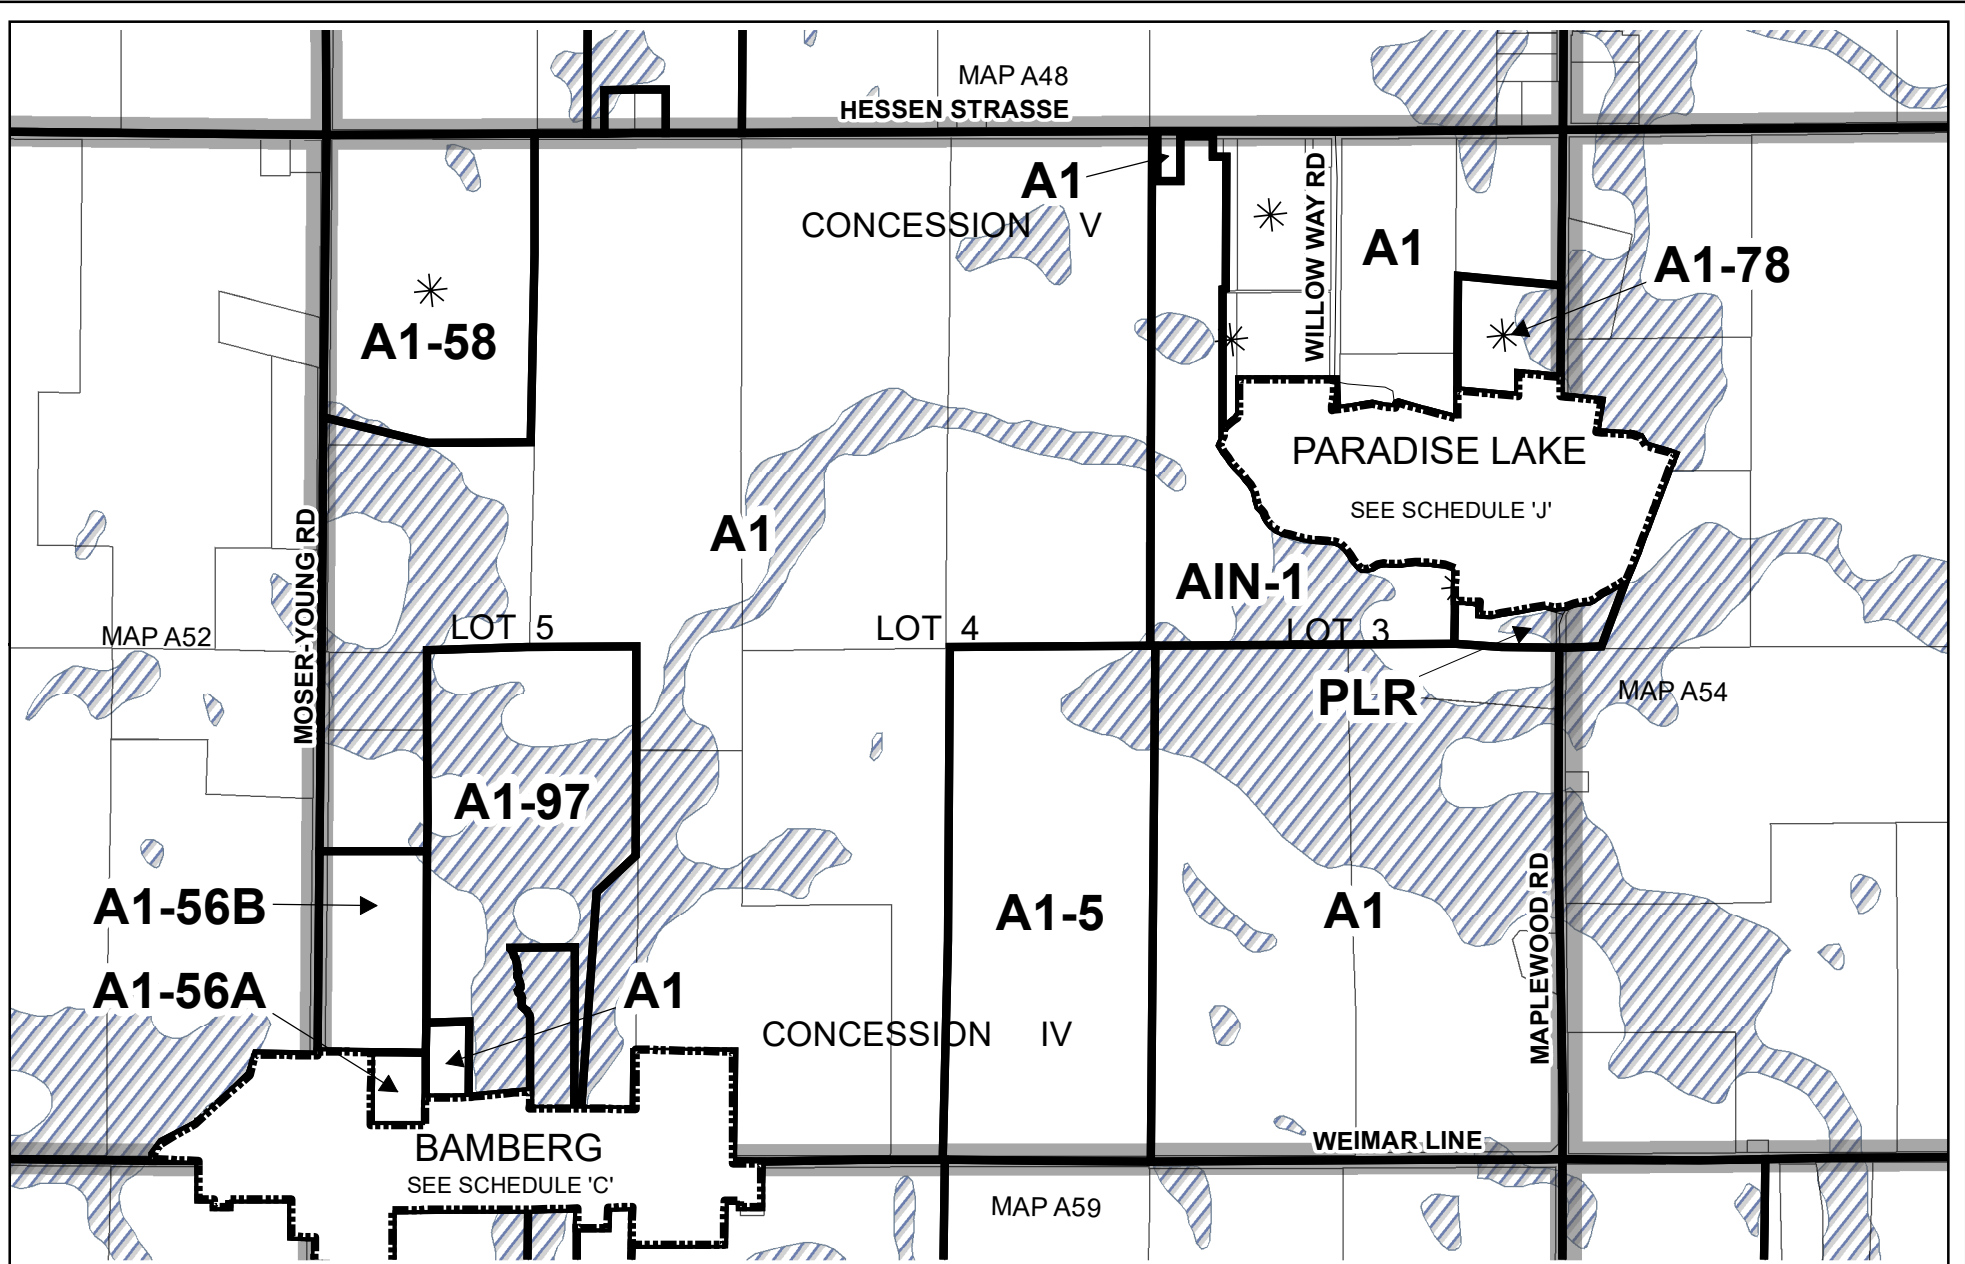 MAP A48
HESSEN STRASSE
A1
CONCESSION V
WILLOW WAY RD
A1
A1-78
A1-58
PARADISE LAKE
SEE SCHEDULE 'J'
A1
MOSER-YOUNG RD
AIN-1
MAP A52
LOT 5
LOT 4
LOT 3
PLR
MAP A54
A1-97
A1-56B
A1-5
A1
MAPLEWOOD RD
A1-56A
A1
CONCESSION IV
BAMBERG
SEE SCHEDULE 'C'
WEIMAR LINE
MAP A59